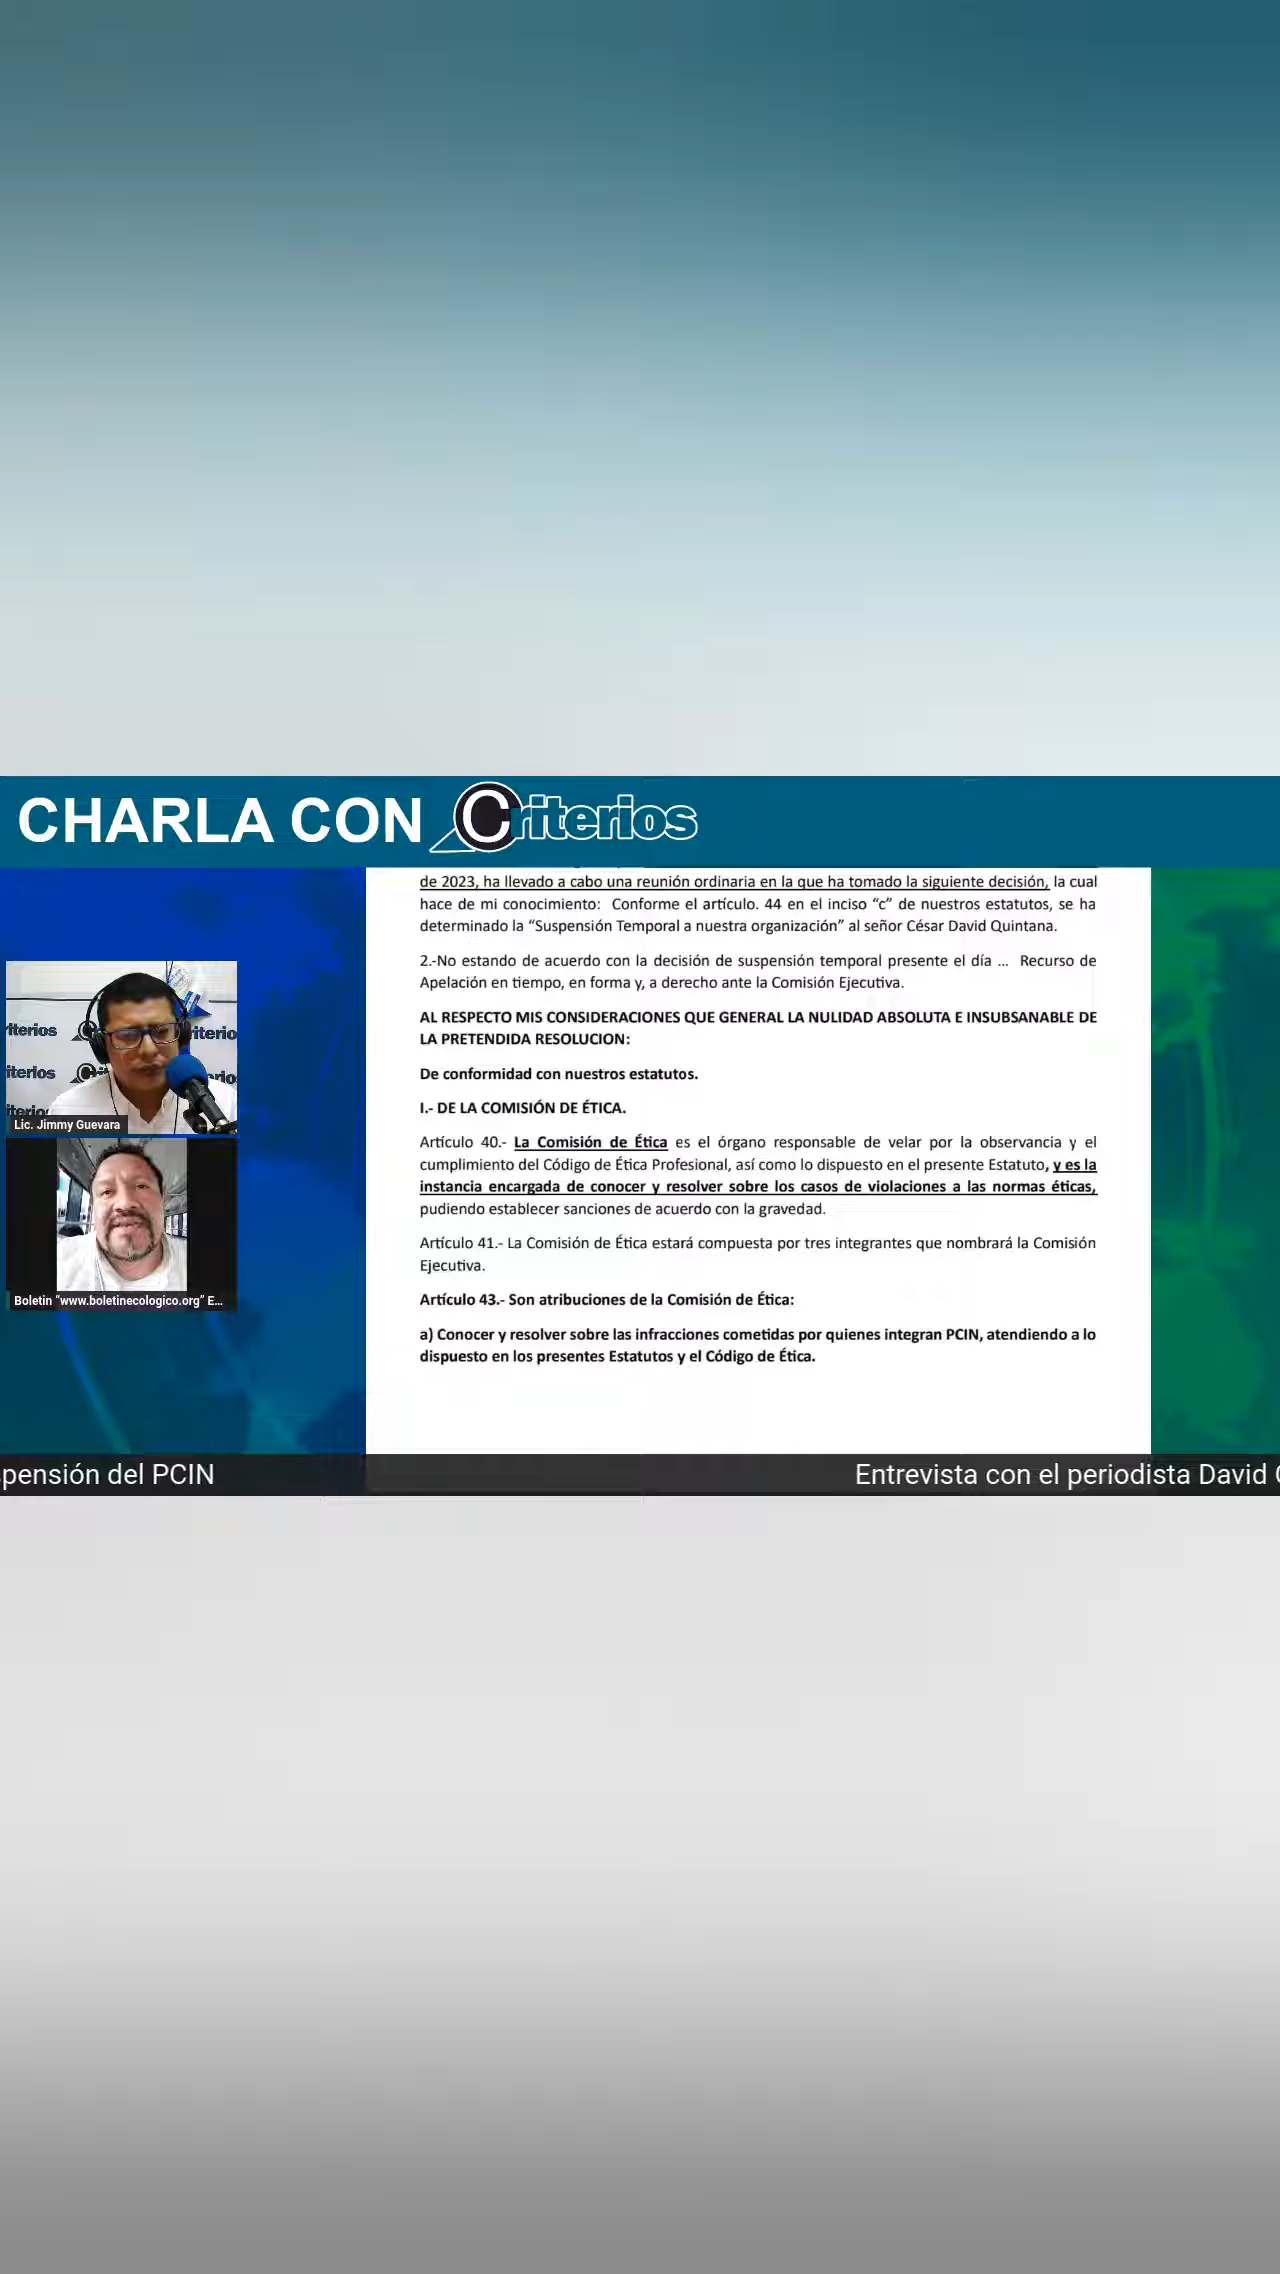 CHARLA CON Criterios
de 2023, ha llevado a cabo una reunión ordinaria en la que ha tomado la siguiente decisión, la cual
hace de mi conocimiento: Conforme el artículo. 44 en el inciso “c” de nuestros estatutos, se ha
determinado la “Suspensión Temporal a nuestra organización” al señor César David Quintana.
2.-No estando de acuerdo con la decisión de suspensión temporal presente el día ... Recurso de
Apelación en tiempo, en forma y, a derecho ante la Comisión Ejecutiva.
AL RESPECTO MIS CONSIDERACIONES QUE GENERAL LA NULIDAD ABSOLUTA E INSUBSANABLE DE
LA PRETENDIDA RESOLUCION:
De conformidad con nuestros estatutos.
I.- DE LA COMISIÓN DE ÉTICA.
Artículo 40.- La Comisión de Ética es el órgano responsable de velar por la observancia y el
cumplimiento del Código de Ética Profesional, así como lo dispuesto en el presente Estatuto, y es la
instancia encargada de conocer y resolver sobre los casos de violaciones a las normas éticas,
pudiendo establecer sanciones de acuerdo con la gravedad.
Artículo 41.- La Comisión de Ética estará compuesta por tres integrantes que nombrará la Comisión
Ejecutiva.
Artículo 43.- Son atribuciones de la Comisión de Ética:
a) Conocer y resolver sobre las infracciones cometidas por quienes integran PCIN, atendiendo a lo
dispuesto en los presentes Estatutos y el Código de Ética.
riterios
riterios
iterios
rios
iterio
Lic. Jimmy Guevara
Boletin “www.boletinecologico.org” E...
spensión del PCIN
Entrevista con el periodista David